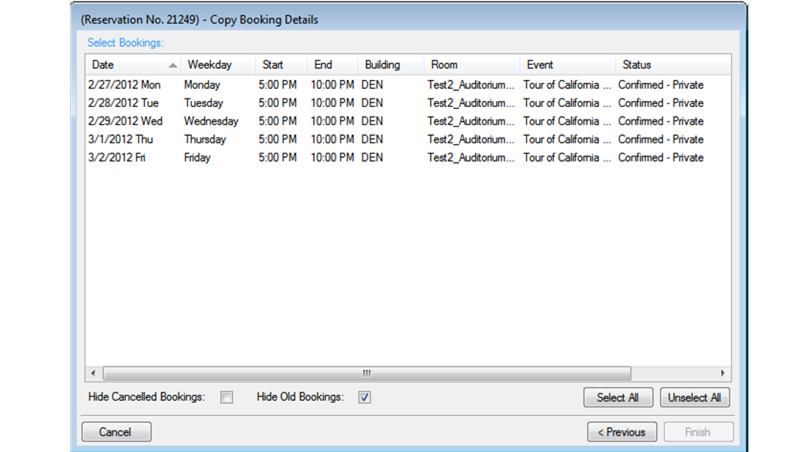 (Reservation No. 21249) - Copy Booking Details
Select Bookings:
Date Weekday Start End Building Room Event Status
2/27/2012 Mon Monday 5:00 PM 10:00 PM DEN Test2_Auditorium... Tour of California ... Confirmed - Private
2/28/2012 Tue Tuesday 5:00 PM 10:00 PM DEN Test2_Auditorium... Tour of California ... Confirmed - Private
2/29/2012 Wed Wednesday 5:00 PM 10:00 PM DEN Test2_Auditorium... Tour of California ... Confirmed - Private
3/1/2012 Thu Thursday 5:00 PM 10:00 PM DEN Test2_Auditorium... Tour of California ... Confirmed - Private
3/2/2012 Fri Friday 5:00 PM 10:00 PM DEN Test2_Auditorium... Tour of California ... Confirmed - Private
Hide Cancelled Bookings: Hide Old Bookings: Select All Unselect All
Cancel < Previous Finish